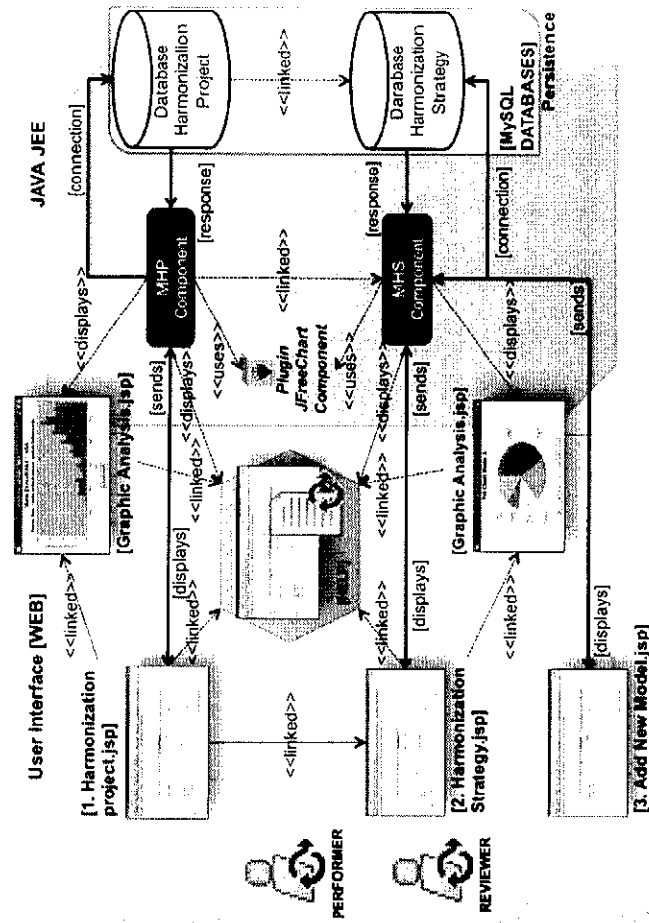 User Interface [WEB]
JAVA JEE
<<linked>>
[Graphic Analysis.jsp]
<<displays>>
[connection]
[1. Harmonization
project.jsp]
[displays]
[sends]
MHP
Component
[response]
Database
Harmonization
Project
<<linked>>
<<linked>>
<<displays>>
<<uses>>
PERFORMER
<<linked>>
Plugin
JFreeChart
Component
<<linked>>
<<linked>>
<<uses>>
<<displays>>
<<linked>>
<<linked>>
REVIEWER
[displays]
[sends]
MHS
Component
[response]
Darabase
Harmonization
Strategy
[2. Harmonization
Strategy.jsp]
[Graphic Analysis.jsp]
<<linked>>
<<displays>>
[connection]
[MySQL
DATABASES]
Persistence
[displays]
[sends]
[3. Add New Model.jsp]